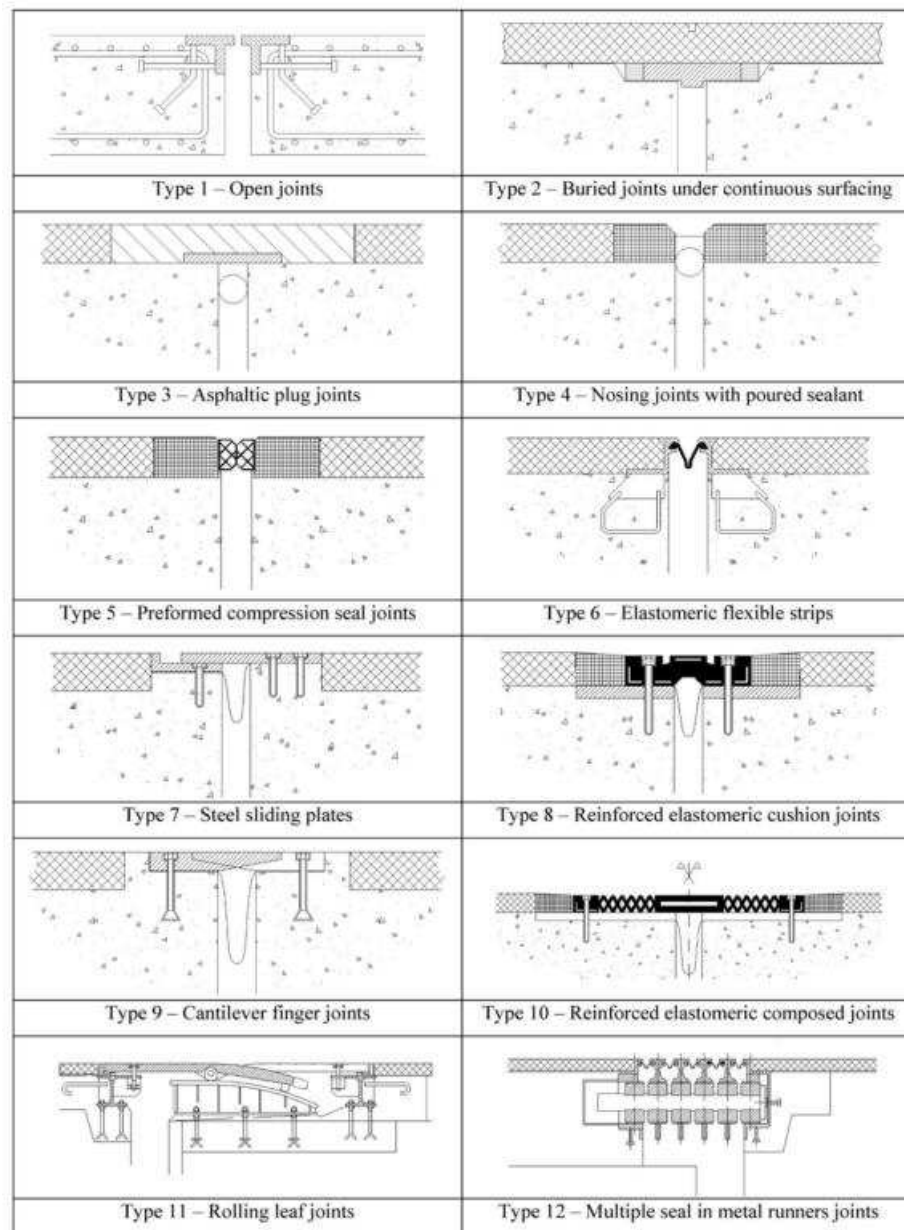 Type 1 – Open joints
Type 2 – Buried joints under continuous surfacing
Type 3 – Asphaltic plug joints
Type 4 – Nosing joints with poured sealant
Type 5 – Preformed compression seal joints
Type 6 – Elastomeric flexible strips
Type 7 – Steel sliding plates
Type 8 – Reinforced elastomeric cushion joints
Type 9 – Cantilever finger joints
Type 10 – Reinforced elastomeric composed joints
Type 11 – Rolling leaf joints
Type 12 – Multiple seal in metal runners joints